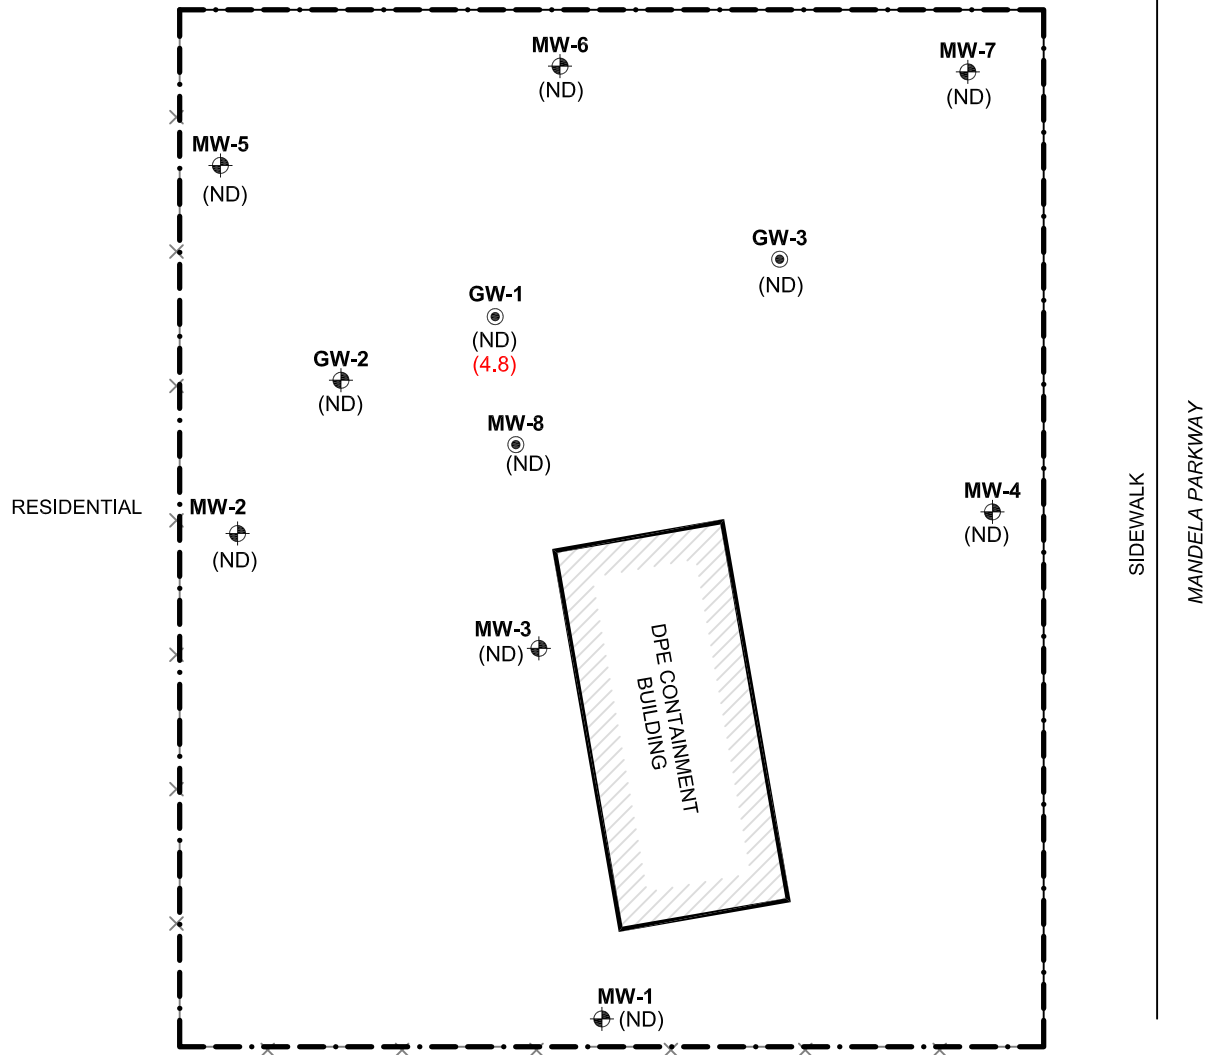 MW-6
(ND)
MW-7
(ND)
MW-5
(ND)
GW-3
(ND)
GW-1
(ND)
(4.8)
GW-2
(ND)
MW-8
(ND)
RESIDENTIAL
MW-2
(ND)
MW-4
(ND)
SIDEWALK
MANDELA PARKWAY
MW-3
(ND)
DPE CONTAINMENT
BUILDING
MW-1
(ND)